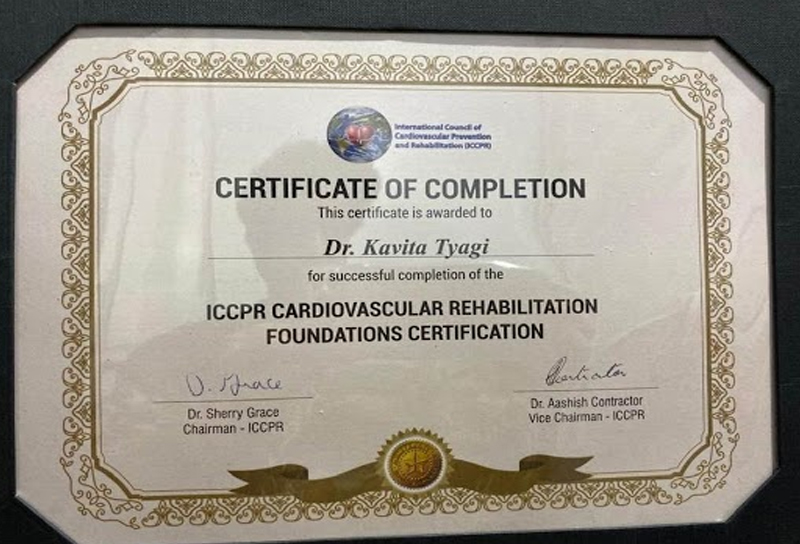 International Council of
Cardiovascular Prevention
and Rehabilitation (ICCPR)
CERTIFICATE OF COMPLETION
This certificate is awarded to
Dr. Kavita Tyagi
for successful completion of the
ICCPR CARDIOVASCULAR REHABILITATION
FOUNDATIONS CERTIFICATION
Dr. Sherry Grace
Chairman - ICCPR
Dr. Aashish Contractor
Vice Chairman - ICCPR